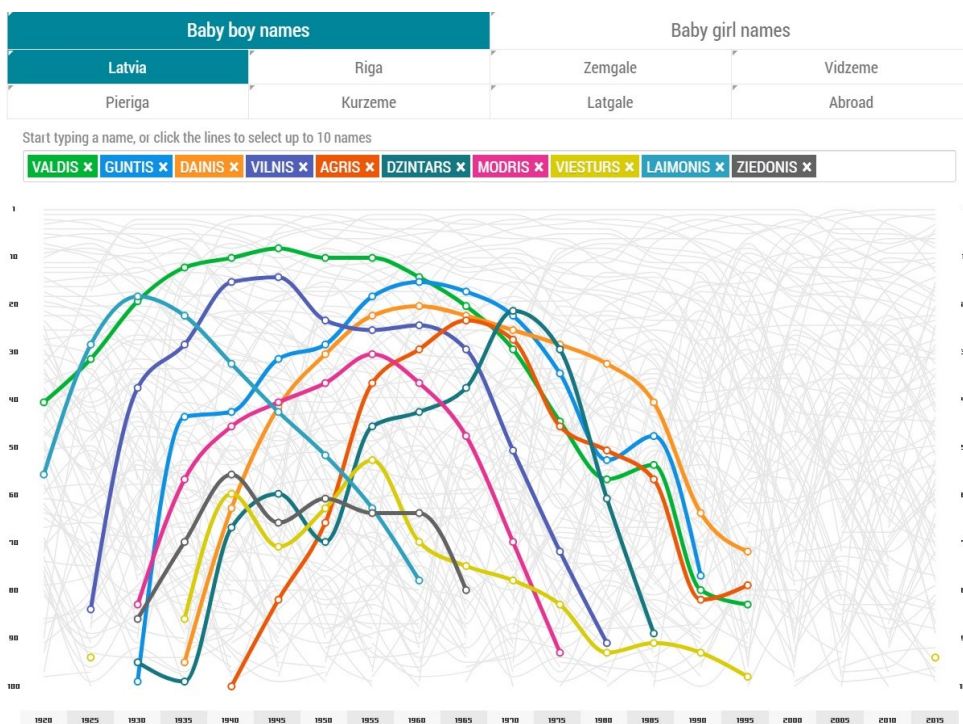 Baby boy names Baby girl names
Latvia Riga Zemgale Vidzeme
Pieriga Kurzeme Latgale Abroad
Start typing a name, or click the lines to select up to 10 names
VALDIS × GUNTIS × DAINIS × VILNIS × AGRIS × DZINTARS × MODRIS × VIESTURS × LAIMONIS × ZIEDONIS ×
1
10
20
30
40
50
60
70
80
90
100
1920 1925 1930 1935 1940 1945 1950 1955 1960 1965 1970 1975 1980 1985 1990 1995 2000 2005 2010 2015